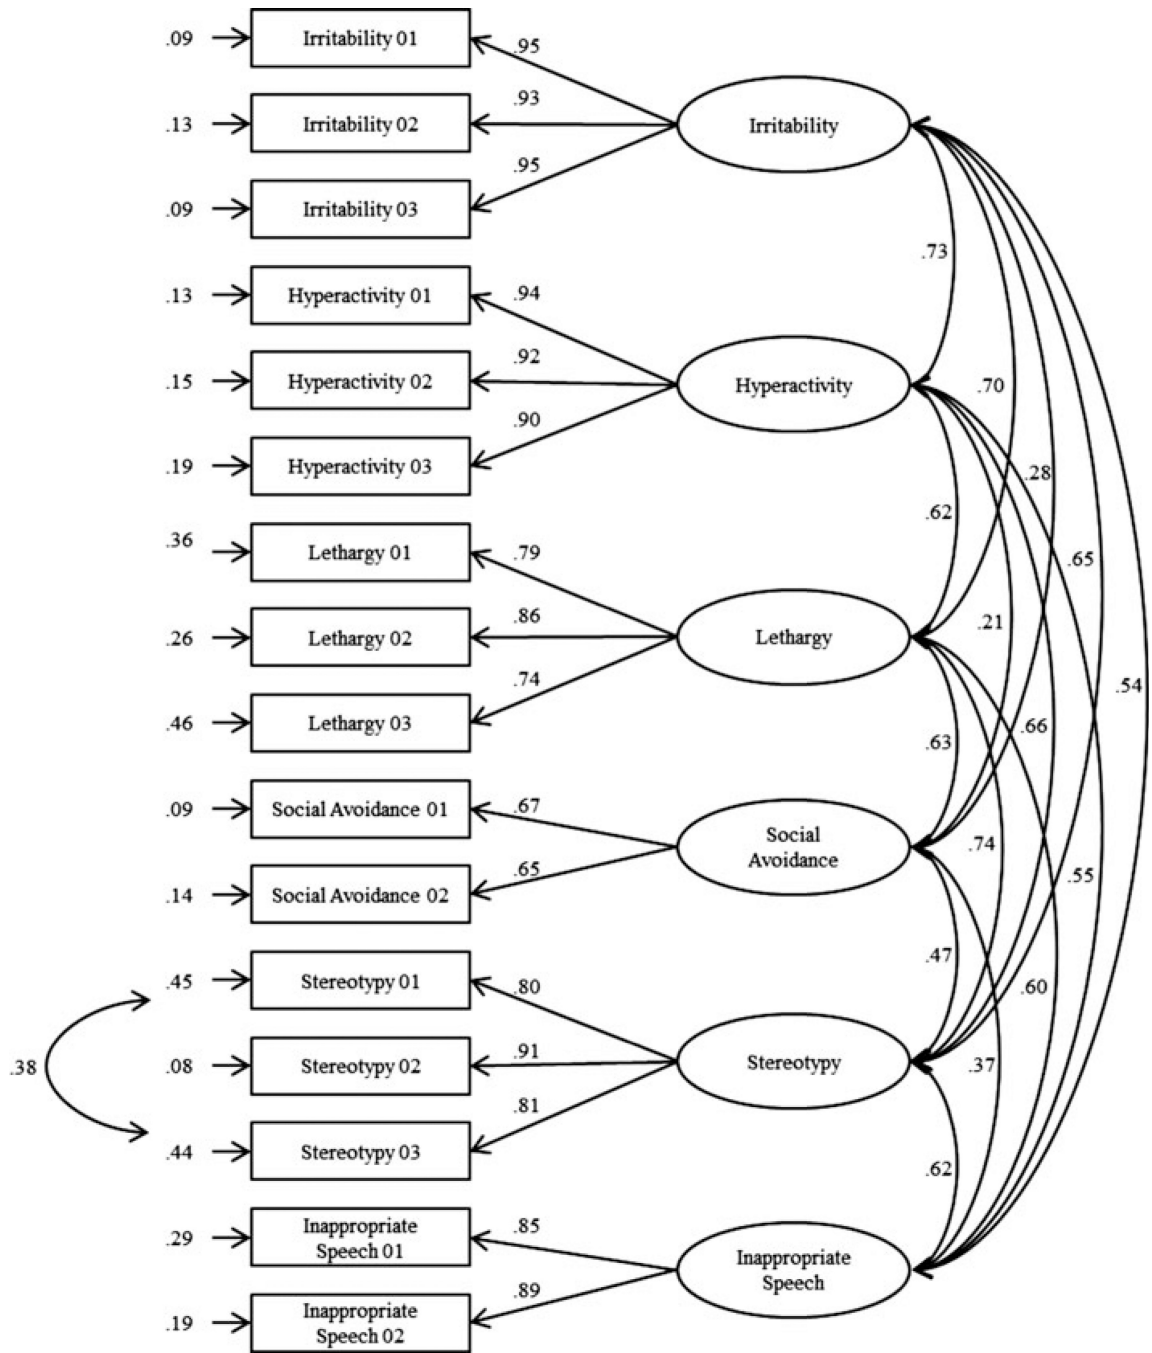 .09
Irritability 01
.95
.13
Irritability 02
.93
.09
Irritability 03
.95
Irritability
.13
Hyperactivity 01
.94
.15
Hyperactivity 02
.92
.19
Hyperactivity 03
.90
Hyperactivity
.36
Lethargy 01
.79
.26
Lethargy 02
.86
.46
Lethargy 03
.74
Lethargy
.09
Social Avoidance 01
.67
.14
Social Avoidance 02
.65
Social
Avoidance
.45
Stereotypy 01
.80
.08
Stereotypy 02
.91
.44
Stereotypy 03
.81
.38
Stereotypy
.29
Inappropriate
Speech 01
.85
.19
Inappropriate
Speech 02
.89
Inappropriate
Speech
.73
.70
.28
.62
.65
.21
.54
.66
.63
.74
.55
.47
.60
.37
.62